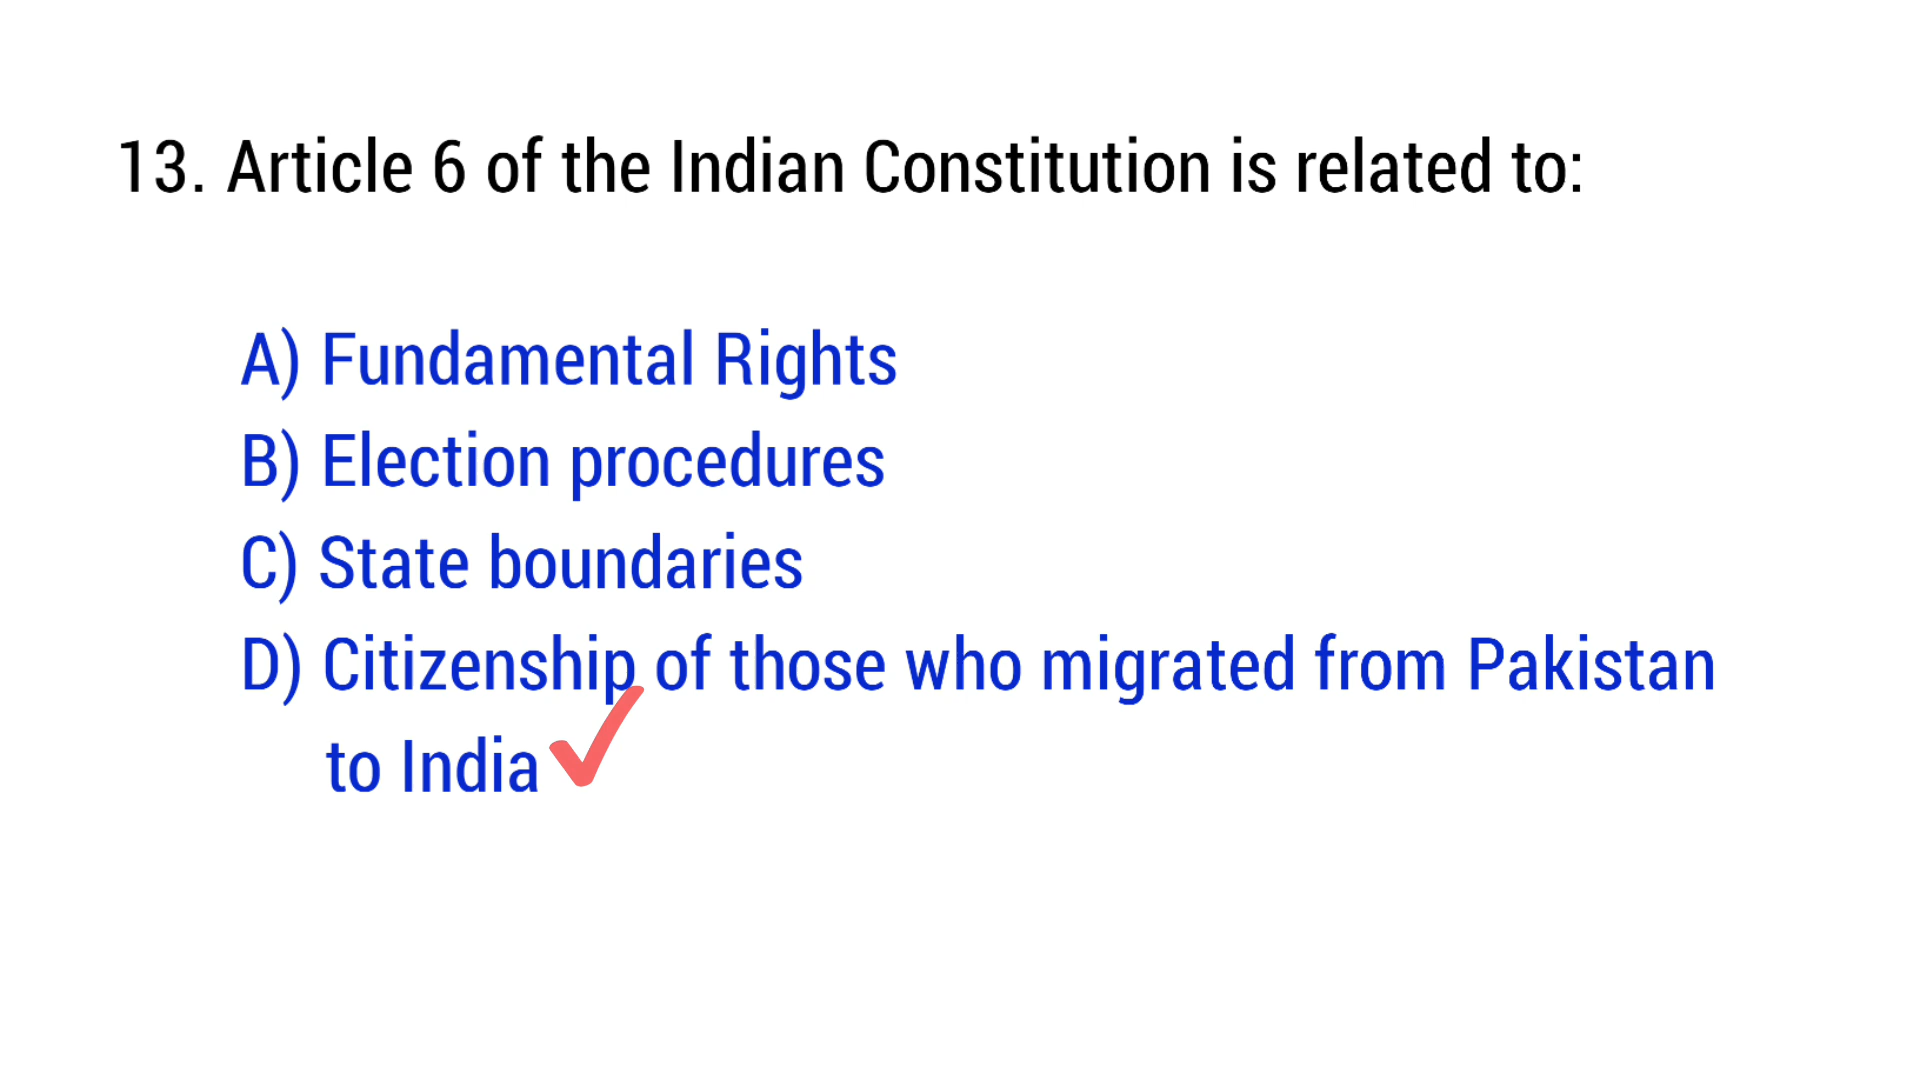 13. Article 6 of the Indian Constitution is related to:
A) Fundamental Rights
B) Election procedures
C) State boundaries
D) Citizenship of those who migrated from Pakistan
to India